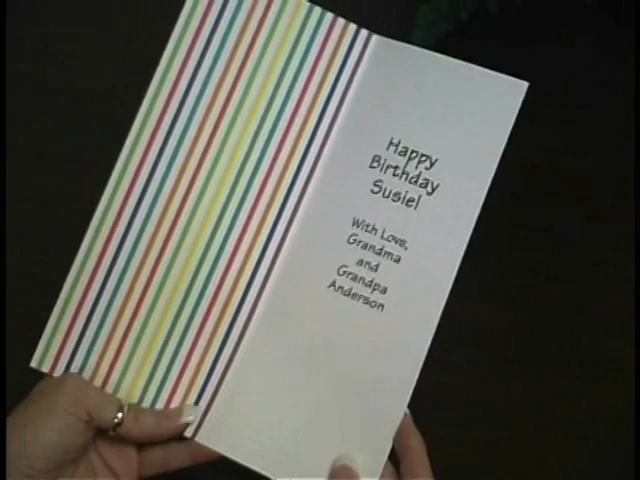 Happy
Birthday
Susie!
With Love,
Grandma
and
Grandpa
Anderson